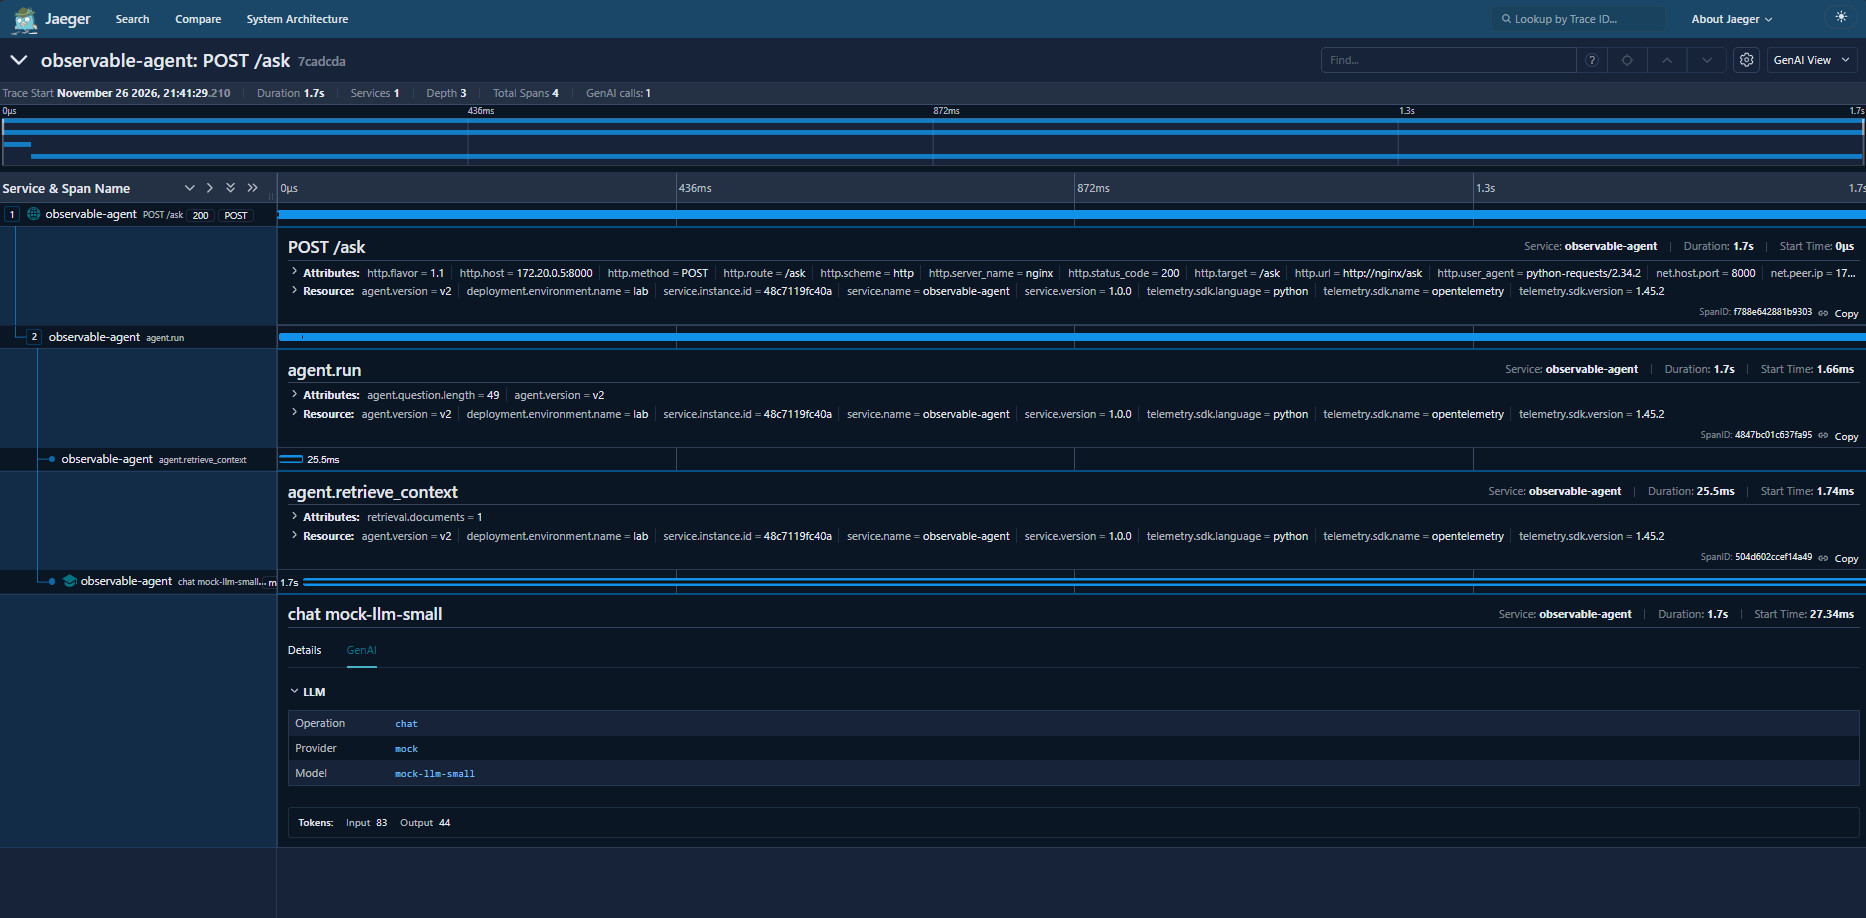 Jaeger Search Compare System Architecture Lookup by Trace ID... About Jaeger
observable-agent: POST /ask 7cadcda Find... ? GenAI View
Trace Start November 26 2026, 21:41:29.210 Duration 1.7s Services 1 Depth 3 Total Spans 4 GenAI calls: 1
0μs 436ms 872ms 1.3s 1.7s
Service & Span Name 0μs 436ms 872ms 1.3s 1.7s
1 observable-agent POST /ask 200 POST
POST /ask Service: observable-agent Duration: 1.7s Start Time: 0μs
Attributes: http.flavor = 1.1 http.host = 172.20.0.5:8000 http.method = POST http.route = /ask http.scheme = http http.server_name = nginx http.status_code = 200 http.target = /ask http.url = http://nginx/ask http.user_agent = python-requests/2.34.2 net.host.port = 8000 net.peer.ip = 17...
Resource: agent.version = v2 deployment.environment.name = lab service.instance.id = 48c7119fc40a service.name = observable-agent service.version = 1.0.0 telemetry.sdk.language = python telemetry.sdk.name = opentelemetry telemetry.sdk.version = 1.45.2
SpanID: f788e642881b9303 Copy
2 observable-agent agent.run
agent.run Service: observable-agent Duration: 1.7s Start Time: 1.66ms
Attributes: agent.question.length = 49 agent.version = v2
Resource: agent.version = v2 deployment.environment.name = lab service.instance.id = 48c7119fc40a service.name = observable-agent service.version = 1.0.0 telemetry.sdk.language = python telemetry.sdk.name = opentelemetry telemetry.sdk.version = 1.45.2
SpanID: 4847bc01c637fa95 Copy
observable-agent agent.retrieve_context 25.5ms
agent.retrieve_context Service: observable-agent Duration: 25.5ms Start Time: 1.74ms
Attributes: retrieval.documents = 1
Resource: agent.version = v2 deployment.environment.name = lab service.instance.id = 48c7119fc40a service.name = observable-agent service.version = 1.0.0 telemetry.sdk.language = python telemetry.sdk.name = opentelemetry telemetry.sdk.version = 1.45.2
SpanID: 504d602ccef14a49 Copy
observable-agent chat mock-llm-small... m 1.7s
chat mock-llm-small Service: observable-agent Duration: 1.7s Start Time: 27.34ms
Details GenAI
LLM
Operation chat
Provider mock
Model mock-llm-small
Tokens: Input 83 Output 44